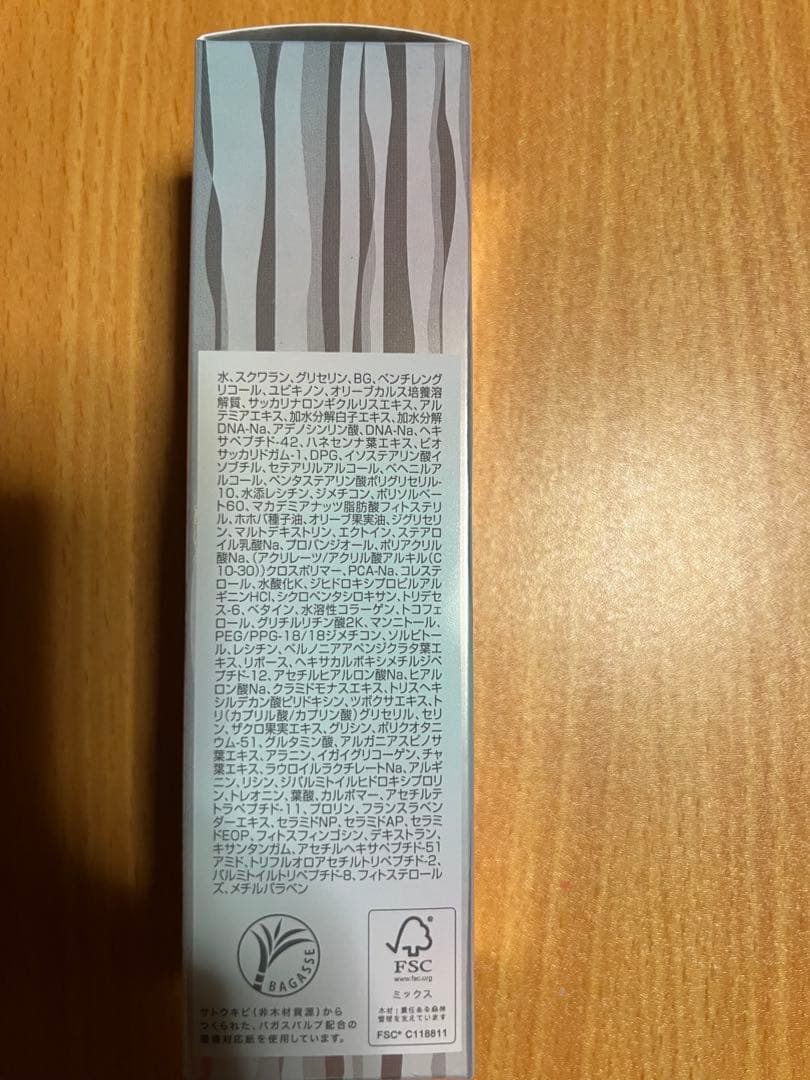 水、スクワラン、グリセリン、BG、ペンチレング
リコール、ユビキノン、オリーブカルス培養溶
解質、サッカリナロンギクルリスエキス、アル
テミアエキス、加水分解白子エキス、加水分解
DNA-Na、アデノシンリン酸、DNA-Na、ヘキ
サペプチド-42、ハネセンナ葉エキス、ビオ
サッカリドガム-1、DPG、イソステアリン酸イ
ソプチル、セテアリルアルコール、ベヘニルア
ルコール、ペンタステアリン酸ポリグリセリル-
10、水添レシチン、ジメチコン、ポリソルベー
ト60、マカデミアナッツ脂肪酸フィトステリ
ル、ホホバ種子油、オリーブ果実油、ジグリセリ
ン、マルトデキストリン、エクトイン、ステアロ
イル乳酸Na、プロパンジオール、ポリアクリル
酸Na、(アクリレーツ/アクリル酸アルキル(C
10-30))クロスポリマー、PCA-Na、コレステ
ロール、水酸化K、ジヒドロキシプロピルアル
ギニンHCl、シクロペンタシロキサン、トリデセ
ス-6、ベタイン、水溶性コラーゲン、トコフェ
ロール、グリチルリチン酸2K、マンニトール、
PEG/PPG-18/18ジメチコン、ソルビトー
ル、レシチン、ベルノニアアペンジクラタ葉エ
キス、リボース、ヘキサカルボキシメチルジペ
プチド-12、アセチルヒアルロン酸Na、ヒアル
ロン酸Na、クラミドモナスエキス、トリスヘキ
シルデカン酸ピリドキシン、ツボクサエキス、ト
リ(カプリル酸/カプリン酸)グリセリル、セリ
ン、ザクロ果実エキス、グリシン、ポリクオタニ
ウム-51、グルタミン酸、アルガニアスピノサ
葉エキス、アラニン、イガイグリコーゲン、チャ
葉エキス、ラウロイルラクチレートNa、アルギ
ニン、リシン、ジパルミトイルヒドロキシプロリ
ン、トレオニン、葉酸、カルボマー、アセチルテ
トラペプチド-11、プロリン、フランスラベン
ダーエキス、セラミドNP、セラミドAP、セラミ
ドEOP、フィトスフィンゴシン、デキストラン、
キサンタンガム、アセチルヘキサペプチド-51
アミド、トリフルオロアセチルトリペプチド-2、
パルミトイルトリペプチド-8、フィトステロール
ズ、メチルパラベン
BAGASSE
サトウキビ(非木材資源)から
つくられた、バガスパルプ配合の
環境対応紙を使用しています。
FSC
www.fsc.org
ミックス
木材|責任ある森林
管理を支えています
FSC® C118811